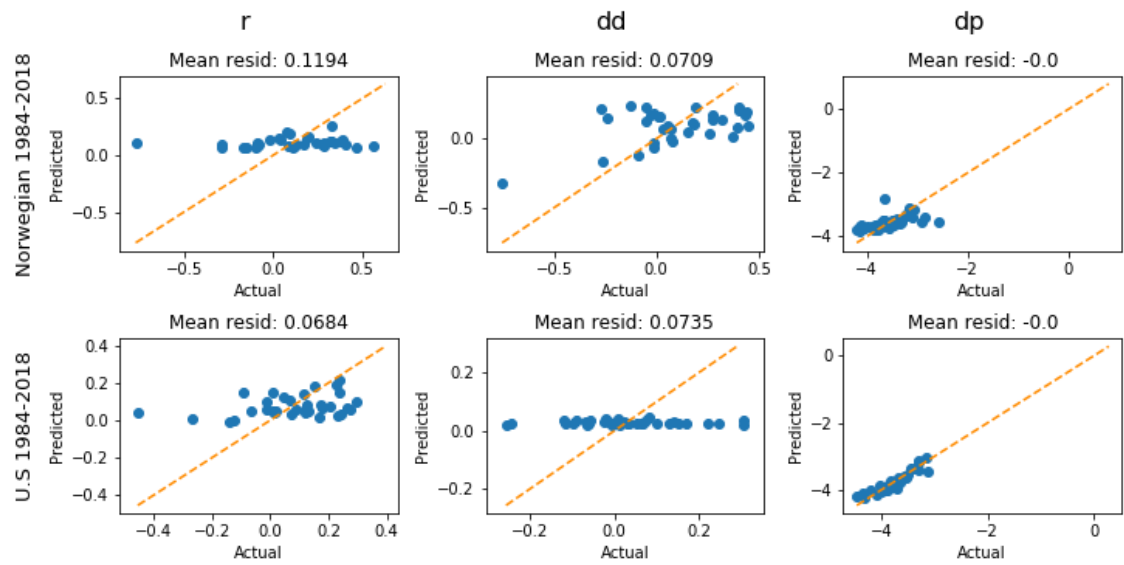 r dd dp
Mean resid: 0.1194 Mean resid: 0.0709 Mean resid: -0.0
Norwegian 1984-2018
Predicted
0.5
0.0
−0.5
−0.5 0.0 0.5
Actual
Predicted
0.0
−0.5
−0.5 0.0 0.5
Actual
Predicted
0
−2
−4
−4 −2 0
Actual
Mean resid: 0.0684 Mean resid: 0.0735 Mean resid: -0.0
U.S 1984-2018
Predicted
0.4
0.2
0.0
−0.2
−0.4
−0.4 −0.2 0.0 0.2 0.4
Actual
Predicted
0.2
0.0
−0.2
−0.2 0.0 0.2
Actual
Predicted
0
−2
−4
−4 −2 0
Actual